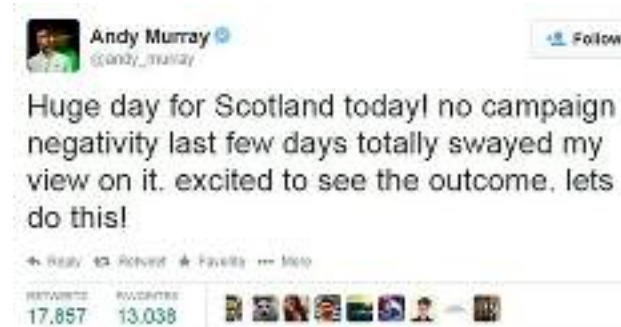 Andy Murray
@andy_murray
Follow
Huge day for Scotland today! no campaign
negativity last few days totally swayed my
view on it. excited to see the outcome. lets
do this!
Reply Retweet Favorite More
RETWEETS FAVORITES
17,857 13,038